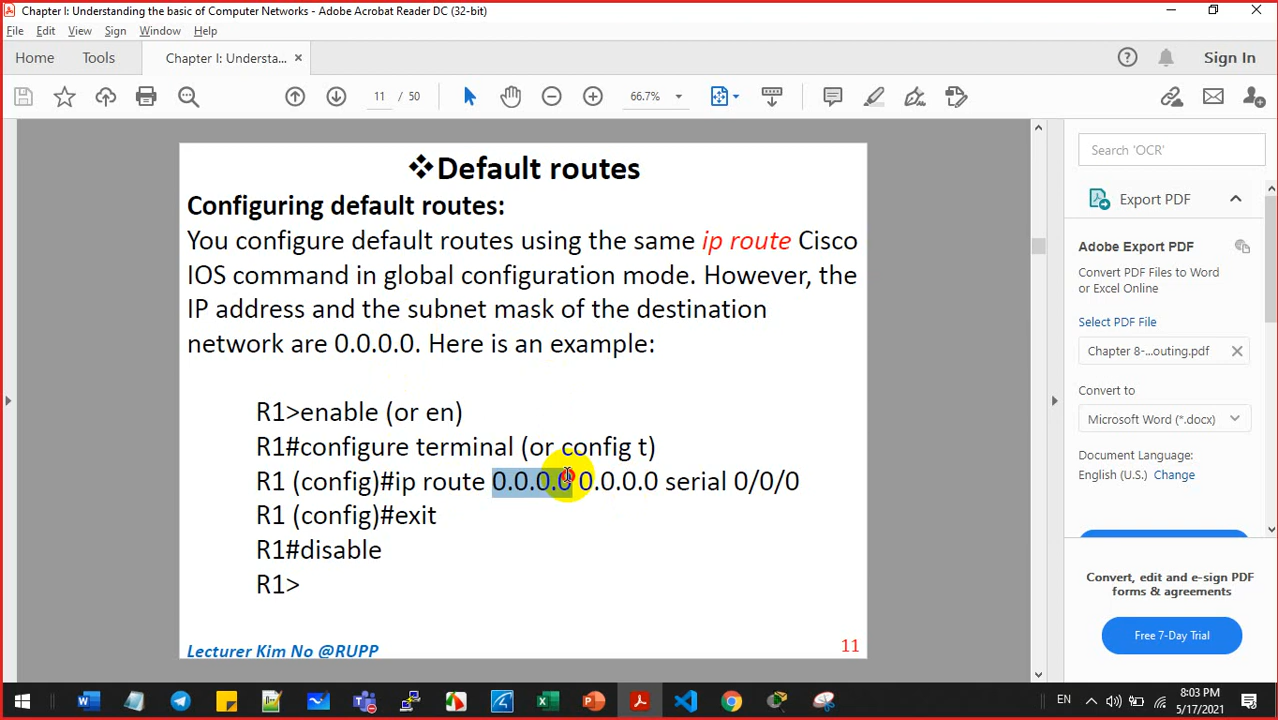 Chapter I: Understanding the basic of Computer Networks - Adobe Acrobat Reader DC (32-bit)
File Edit View Sign Window Help
Home Tools Chapter I: Understa... × Sign In
11 / 50 66.7%
❖Default routes
Configuring default routes:
You configure default routes using the same ip route Cisco
IOS command in global configuration mode. However, the
IP address and the subnet mask of the destination
network are 0.0.0.0. Here is an example:
R1>enable (or en)
R1#configure terminal (or config t)
R1 (config)#ip route 0.0.0.0 0.0.0.0 serial 0/0/0
R1 (config)#exit
R1#disable
R1>
Lecturer Kim No @RUPP
11
Search 'OCR'
Export PDF
Adobe Export PDF
Convert PDF Files to Word
or Excel Online
Select PDF File
Chapter 8-...outing.pdf
Convert to
Microsoft Word (*.docx)
Document Language:
English (U.S.) Change
Convert, edit and e-sign PDF
forms & agreements
Free 7-Day Trial
EN 8:03 PM
5/17/2021